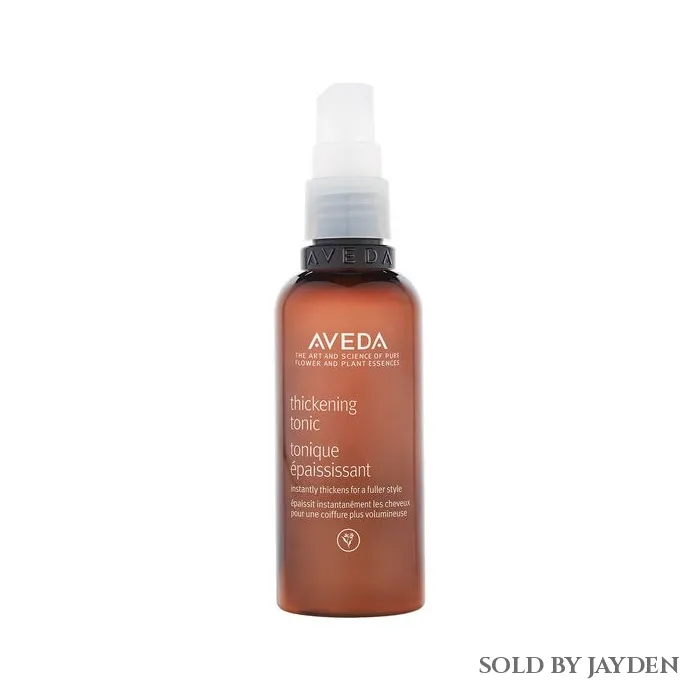 AVEDA
AVEDA
THE ART AND SCIENCE OF PURE
FLOWER AND PLANT ESSENCES
thickening
tonic
tonique
épaississant
instantly thickens for a fuller style
épaissit instantanément les cheveux
pour une coiffure plus volumineuse
SOLD BY JAYDEN